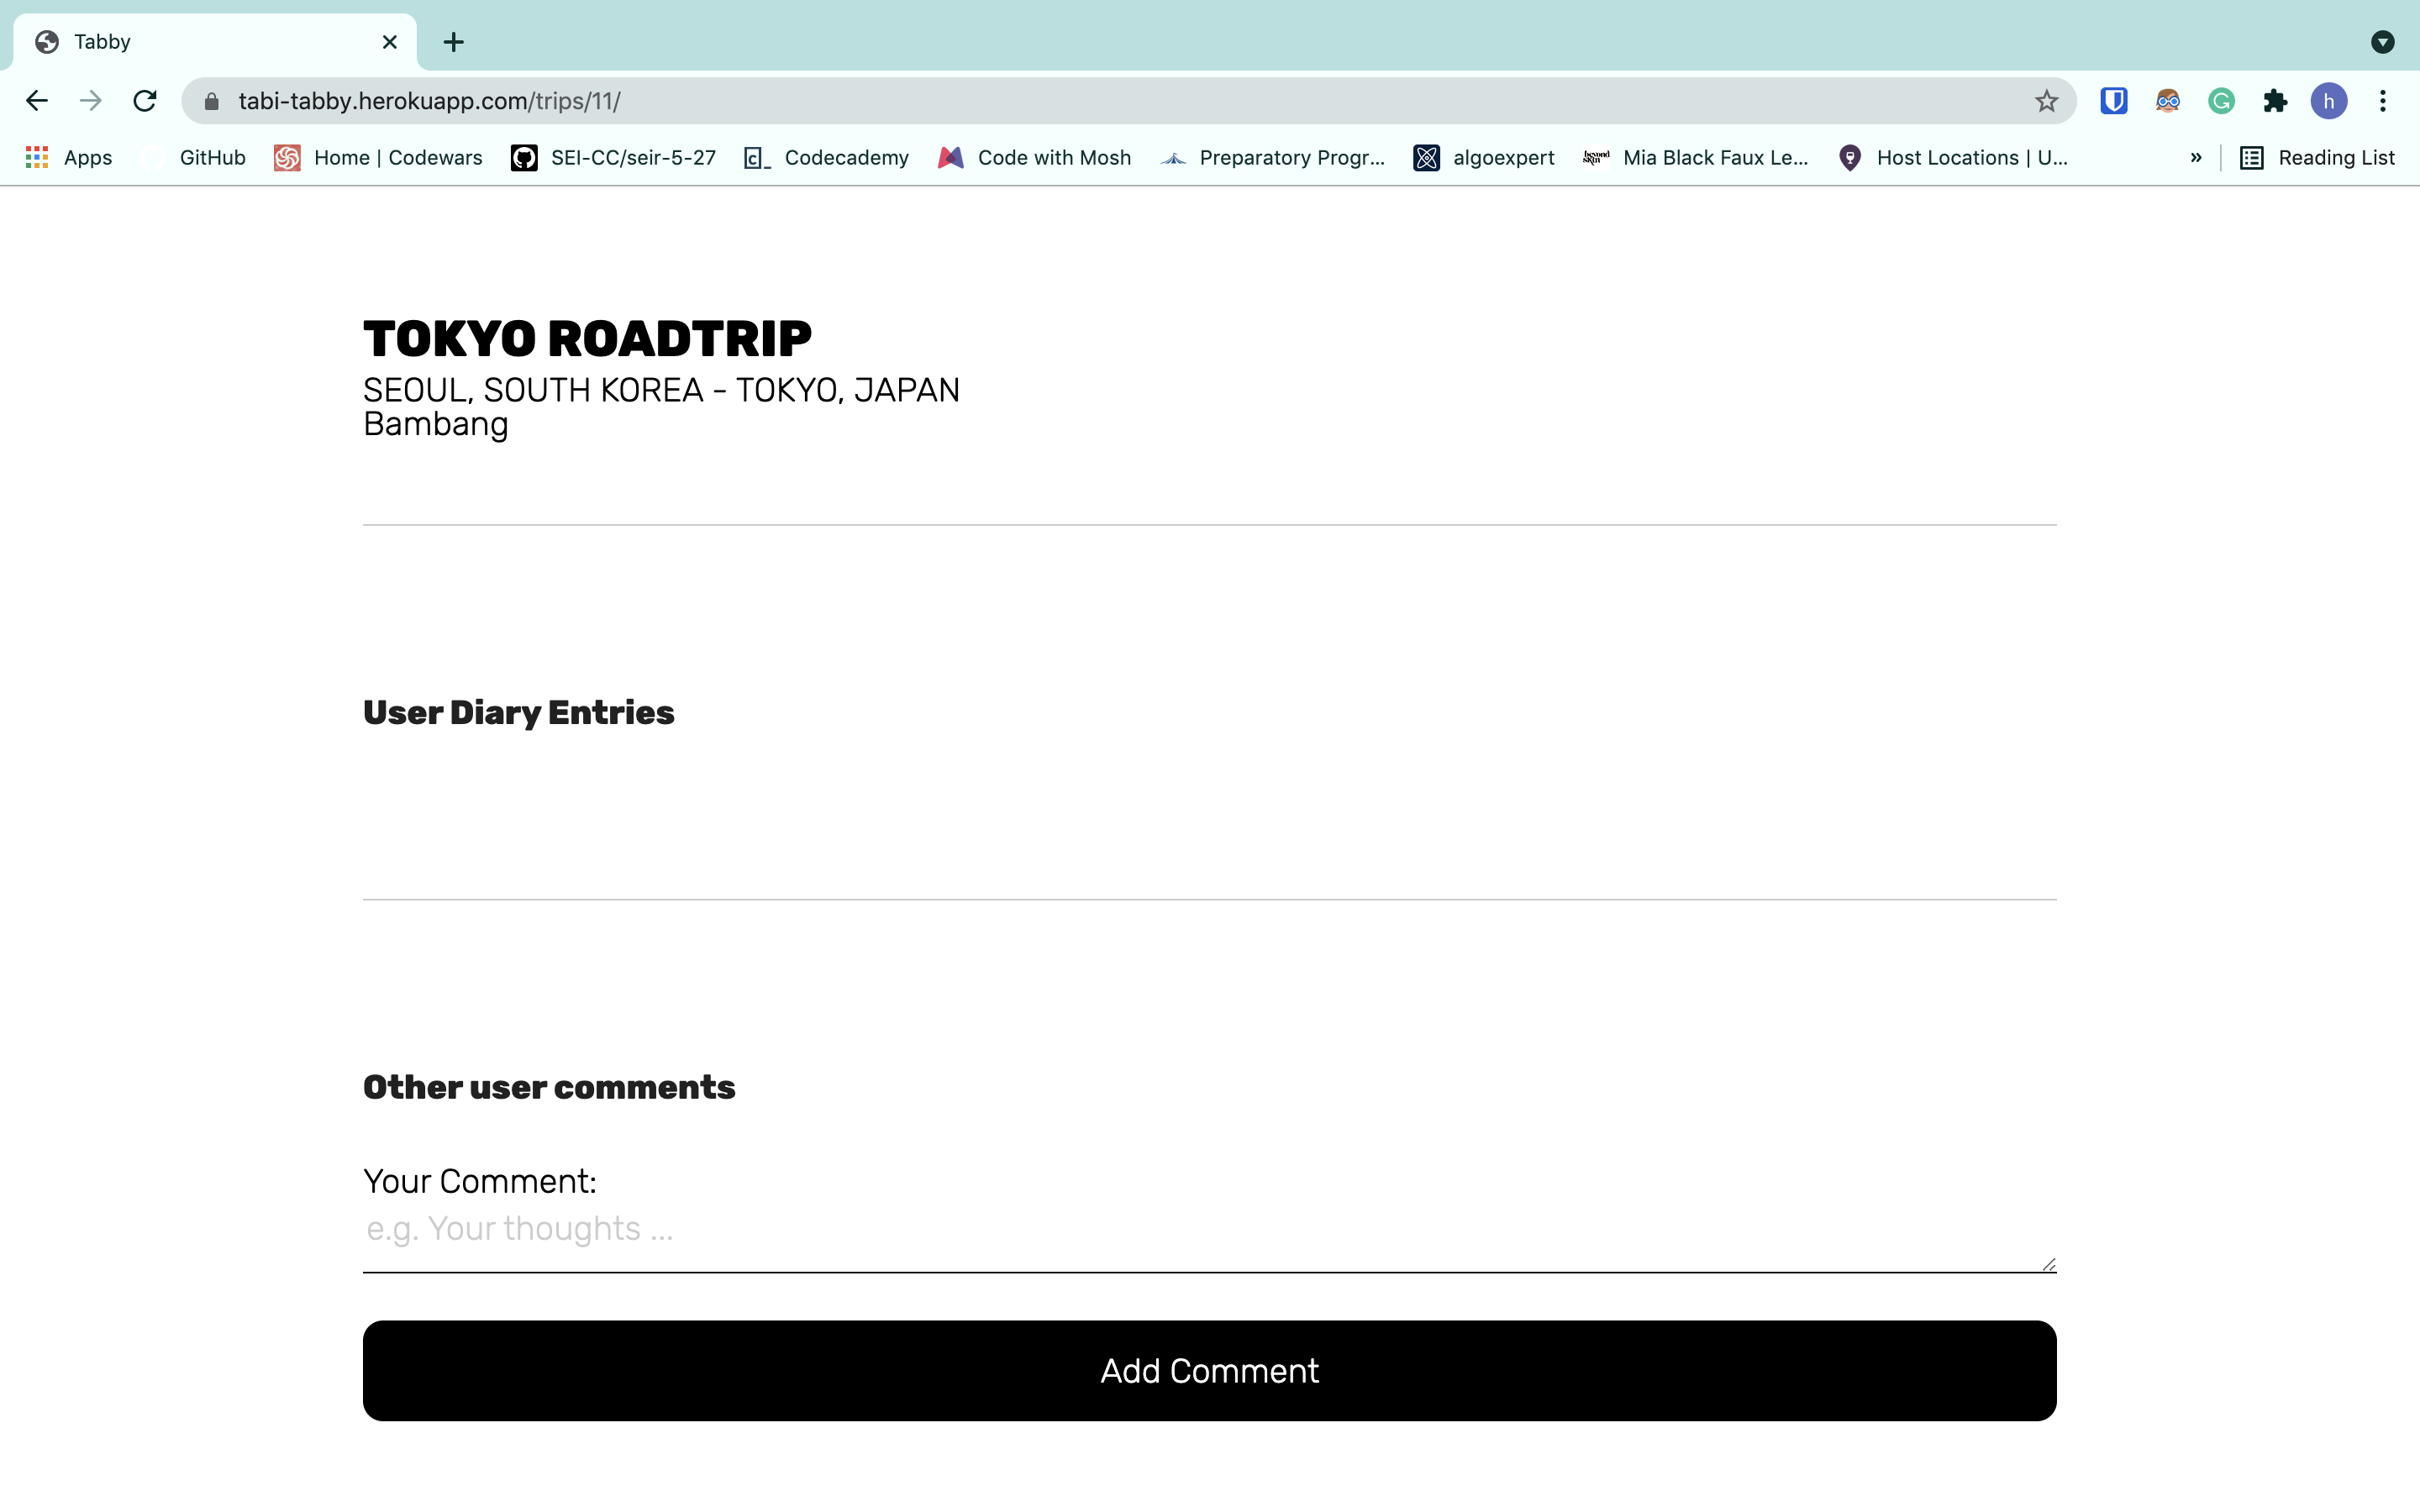 Tabby
tabi-tabby.herokuapp.com/trips/11/
h
Apps GitHub Home | Codewars SEI-CC/seir-5-27 Codecademy Code with Mosh Preparatory Progr... algoexpert beyond skin Mia Black Faux Le... Host Locations | U... » Reading List
TOKYO ROADTRIP
SEOUL, SOUTH KOREA - TOKYO, JAPAN
Bambang
User Diary Entries
Other user comments
Your Comment:
e.g. Your thoughts ...
Add Comment